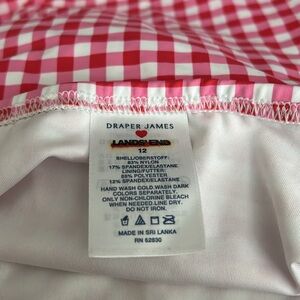 DRAPER JAMES
LANDS' END
12
SHELL/OBERSTOFF:
83% NYLON
17% SPANDEX/ELASTANE
LINING/FUTTER:
88% POLYESTER
12% SPANDEX/ELASTANE
HAND WASH COLD. WASH DARK
COLORS SEPARATELY.
ONLY NON-CHLORINE BLEACH
WHEN NEEDED. LINE DRY.
DO NOT IRON.
MADE IN SRI LANKA
RN 62830